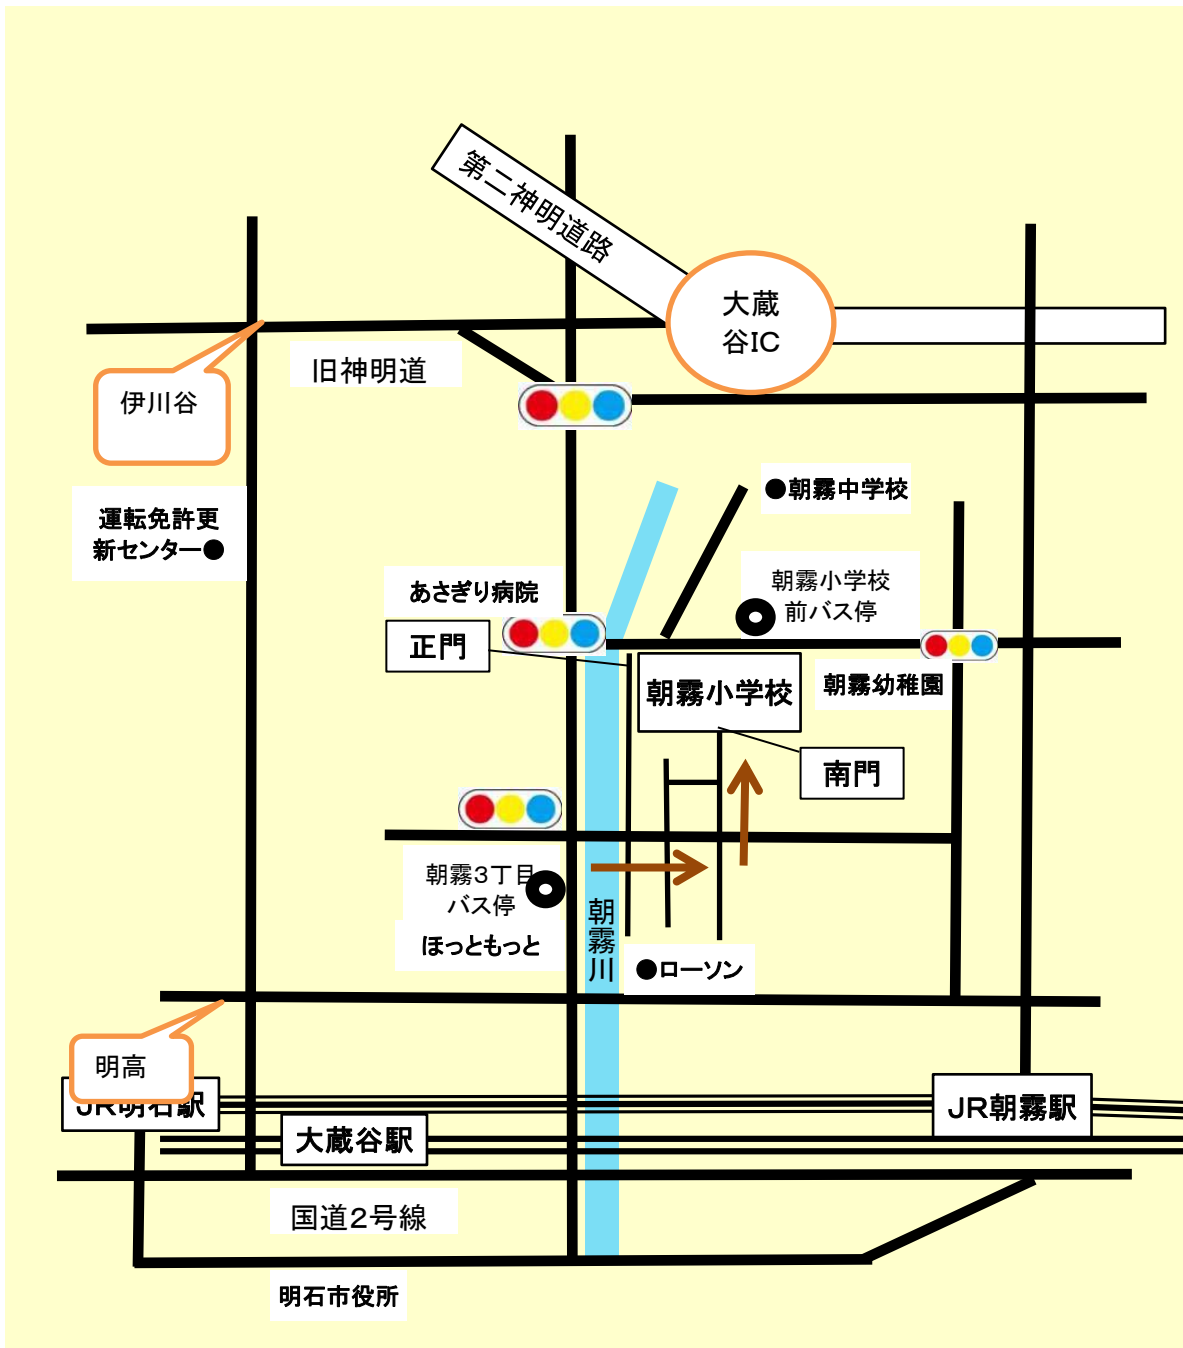 第二神明道路
大蔵
谷IC
旧神明道
伊川谷
●朝霧中学校
運転免許更
新センター●
朝霧小学校
前バス停
あさぎり病院
正門
朝霧小学校
朝霧幼稚園
南門
朝霧3丁目
バス停
朝霧川
ほっともっと
●ローソン
明高
JR明石駅
JR朝霧駅
大蔵谷駅
国道2号線
明石市役所